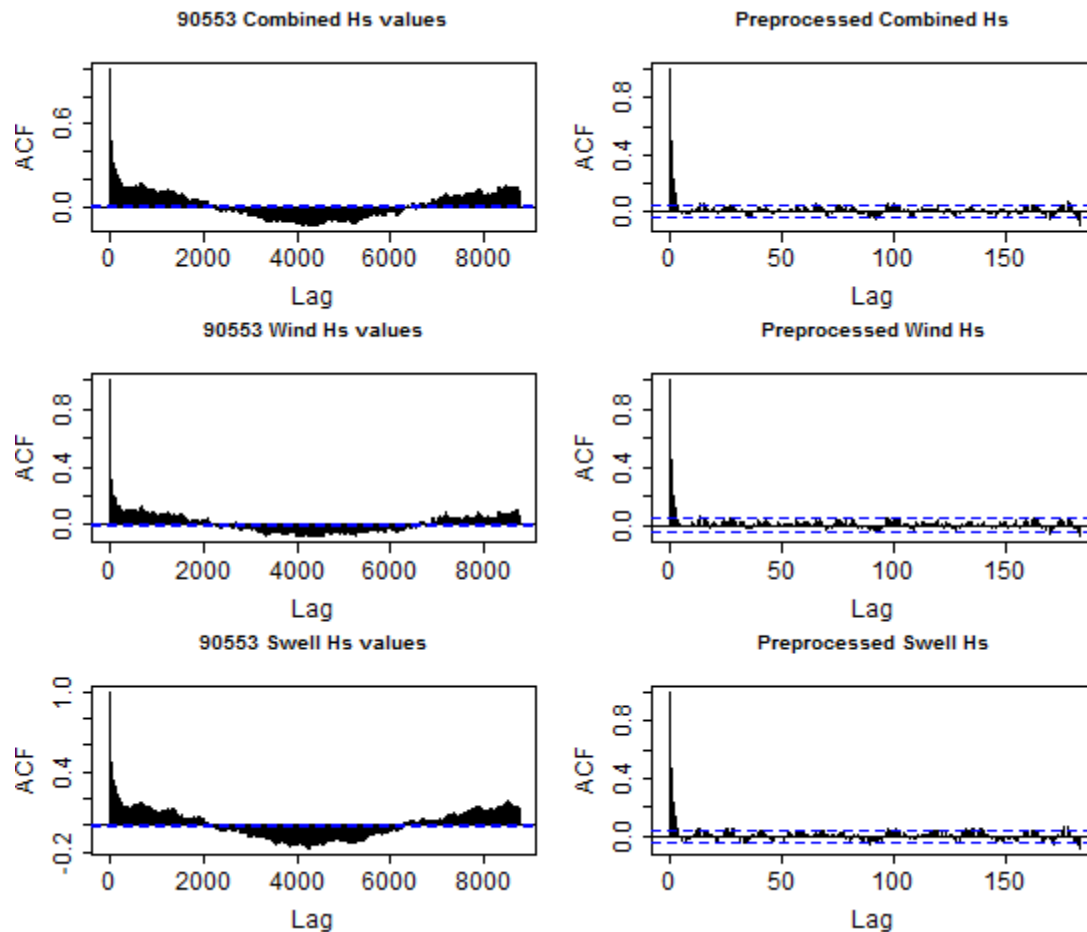 90553 Combined Hs values
ACF
0.0 0.6
0 2000 4000 6000 8000
Lag
Preprocessed Combined Hs
ACF
0.0 0.4 0.8
0 50 100 150
Lag
90553 Wind Hs values
ACF
0.0 0.4 0.8
0 2000 4000 6000 8000
Lag
Preprocessed Wind Hs
ACF
0.0 0.4 0.8
0 50 100 150
Lag
90553 Swell Hs values
ACF
-0.2 0.4 1.0
0 2000 4000 6000 8000
Lag
Preprocessed Swell Hs
ACF
0.0 0.4 0.8
0 50 100 150
Lag